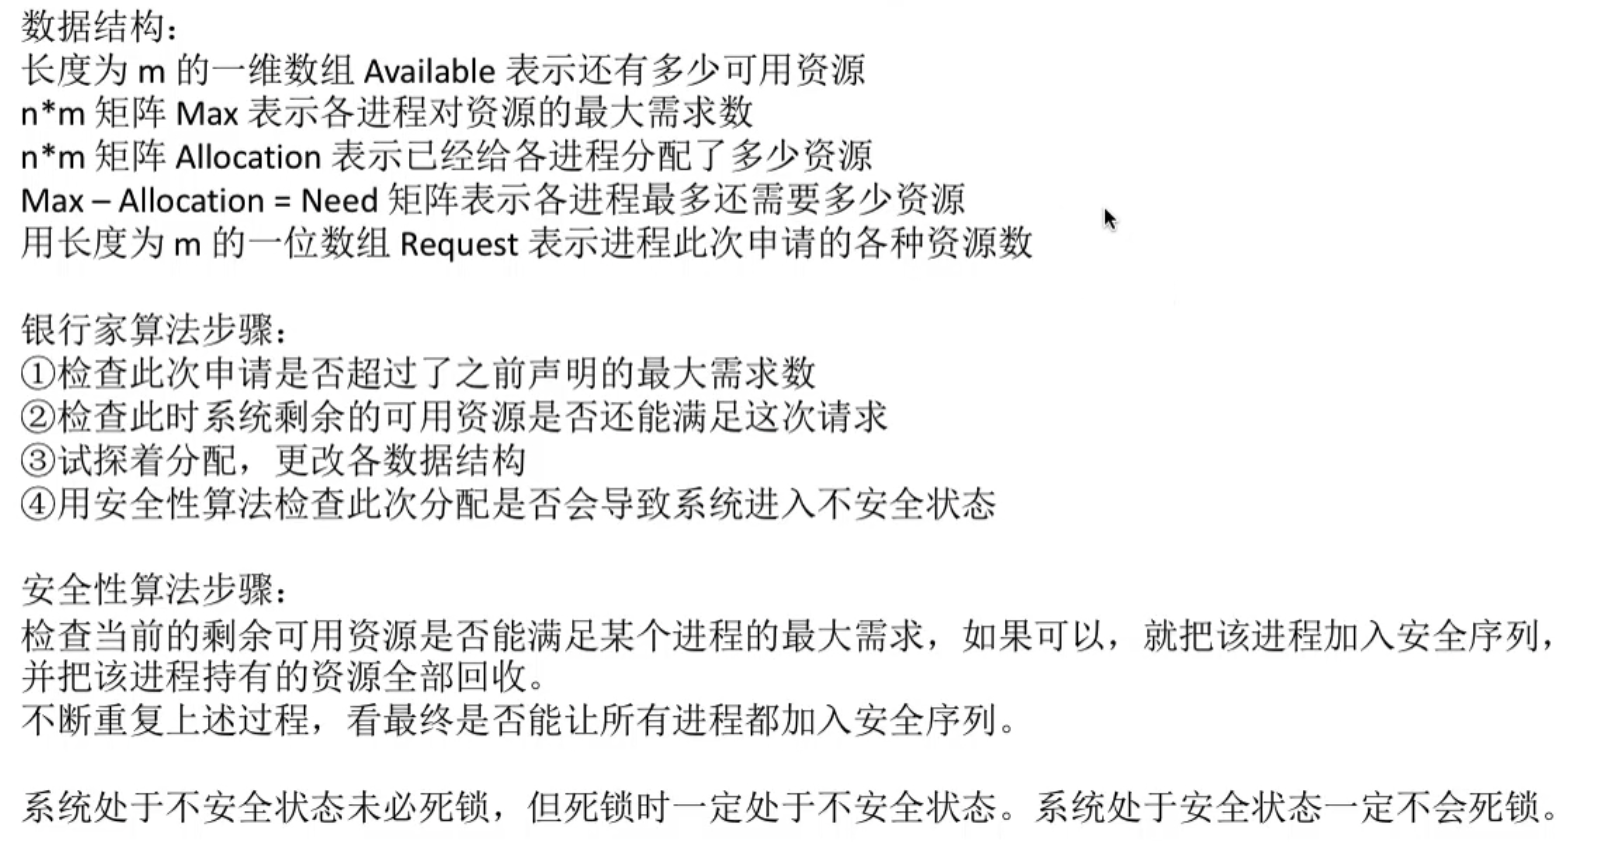 数据结构：
长度为 m 的一维数组 Available 表示还有多少可用资源
n*m 矩阵 Max 表示各进程对资源的最大需求数
n*m 矩阵 Allocation 表示已经给各进程分配了多少资源
Max – Allocation = Need 矩阵表示各进程最多还需要多少资源
用长度为 m 的一位数组 Request 表示进程此次申请的各种资源数
银行家算法步骤：
①检查此次申请是否超过了之前声明的最大需求数
②检查此时系统剩余的可用资源是否还能满足这次请求
③试探着分配，更改各数据结构
④用安全性算法检查此次分配是否会导致系统进入不安全状态
安全性算法步骤：
检查当前的剩余可用资源是否能满足某个进程的最大需求，如果可以，就把该进程加入安全序列，
并把该进程持有的资源全部回收。
不断重复上述过程，看最终是否能让所有进程都加入安全序列。
系统处于不安全状态未必死锁，但死锁时一定处于不安全状态。系统处于安全状态一定不会死锁。